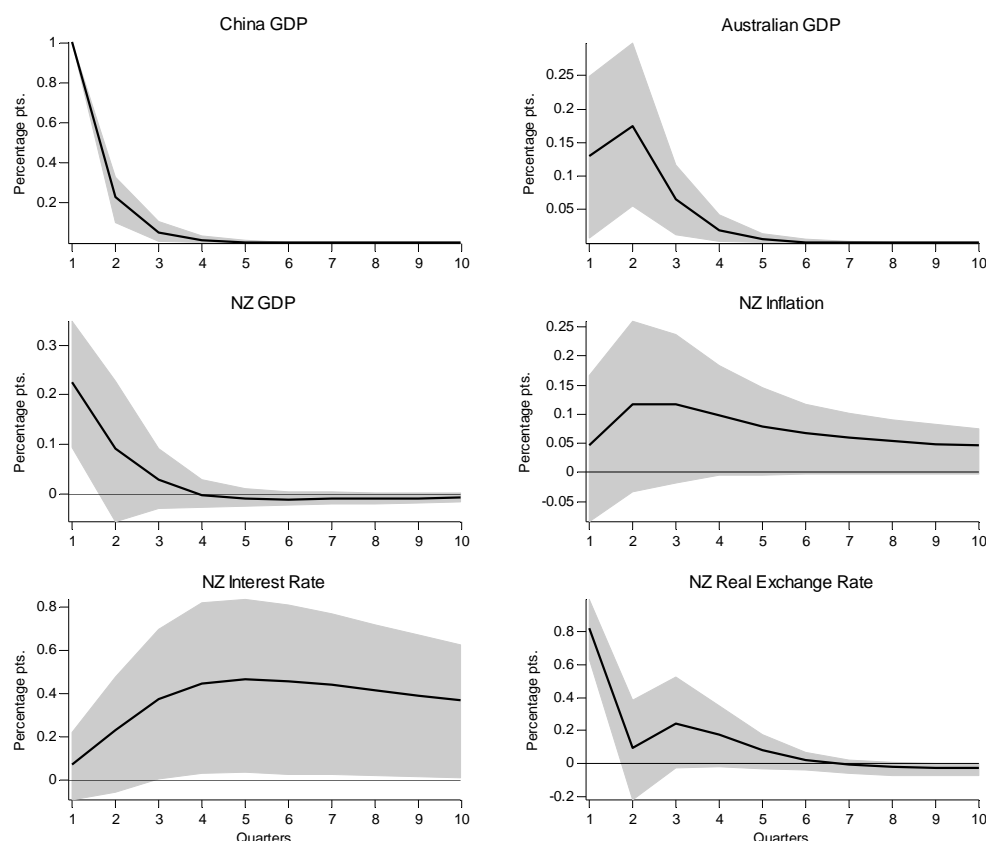 China GDP
Percentage pts.
1
0.8
0.6
0.4
0.2
1 2 3 4 5 6 7 8 9 10
Australian GDP
Percentage pts.
0.25
0.2
0.15
0.1
0.05
1 2 3 4 5 6 7 8 9 10
NZ GDP
Percentage pts.
0.3
0.2
0.1
0
1 2 3 4 5 6 7 8 9 10
NZ Inflation
Percentage pts.
0.25
0.2
0.15
0.1
0.05
0
-0.05
1 2 3 4 5 6 7 8 9 10
NZ Interest Rate
Percentage pts.
0.8
0.6
0.4
0.2
0
1 2 3 4 5 6 7 8 9 10
Quarters
NZ Real Exchange Rate
Percentage pts.
0.8
0.6
0.4
0.2
0
-0.2
1 2 3 4 5 6 7 8 9 10
Quarters